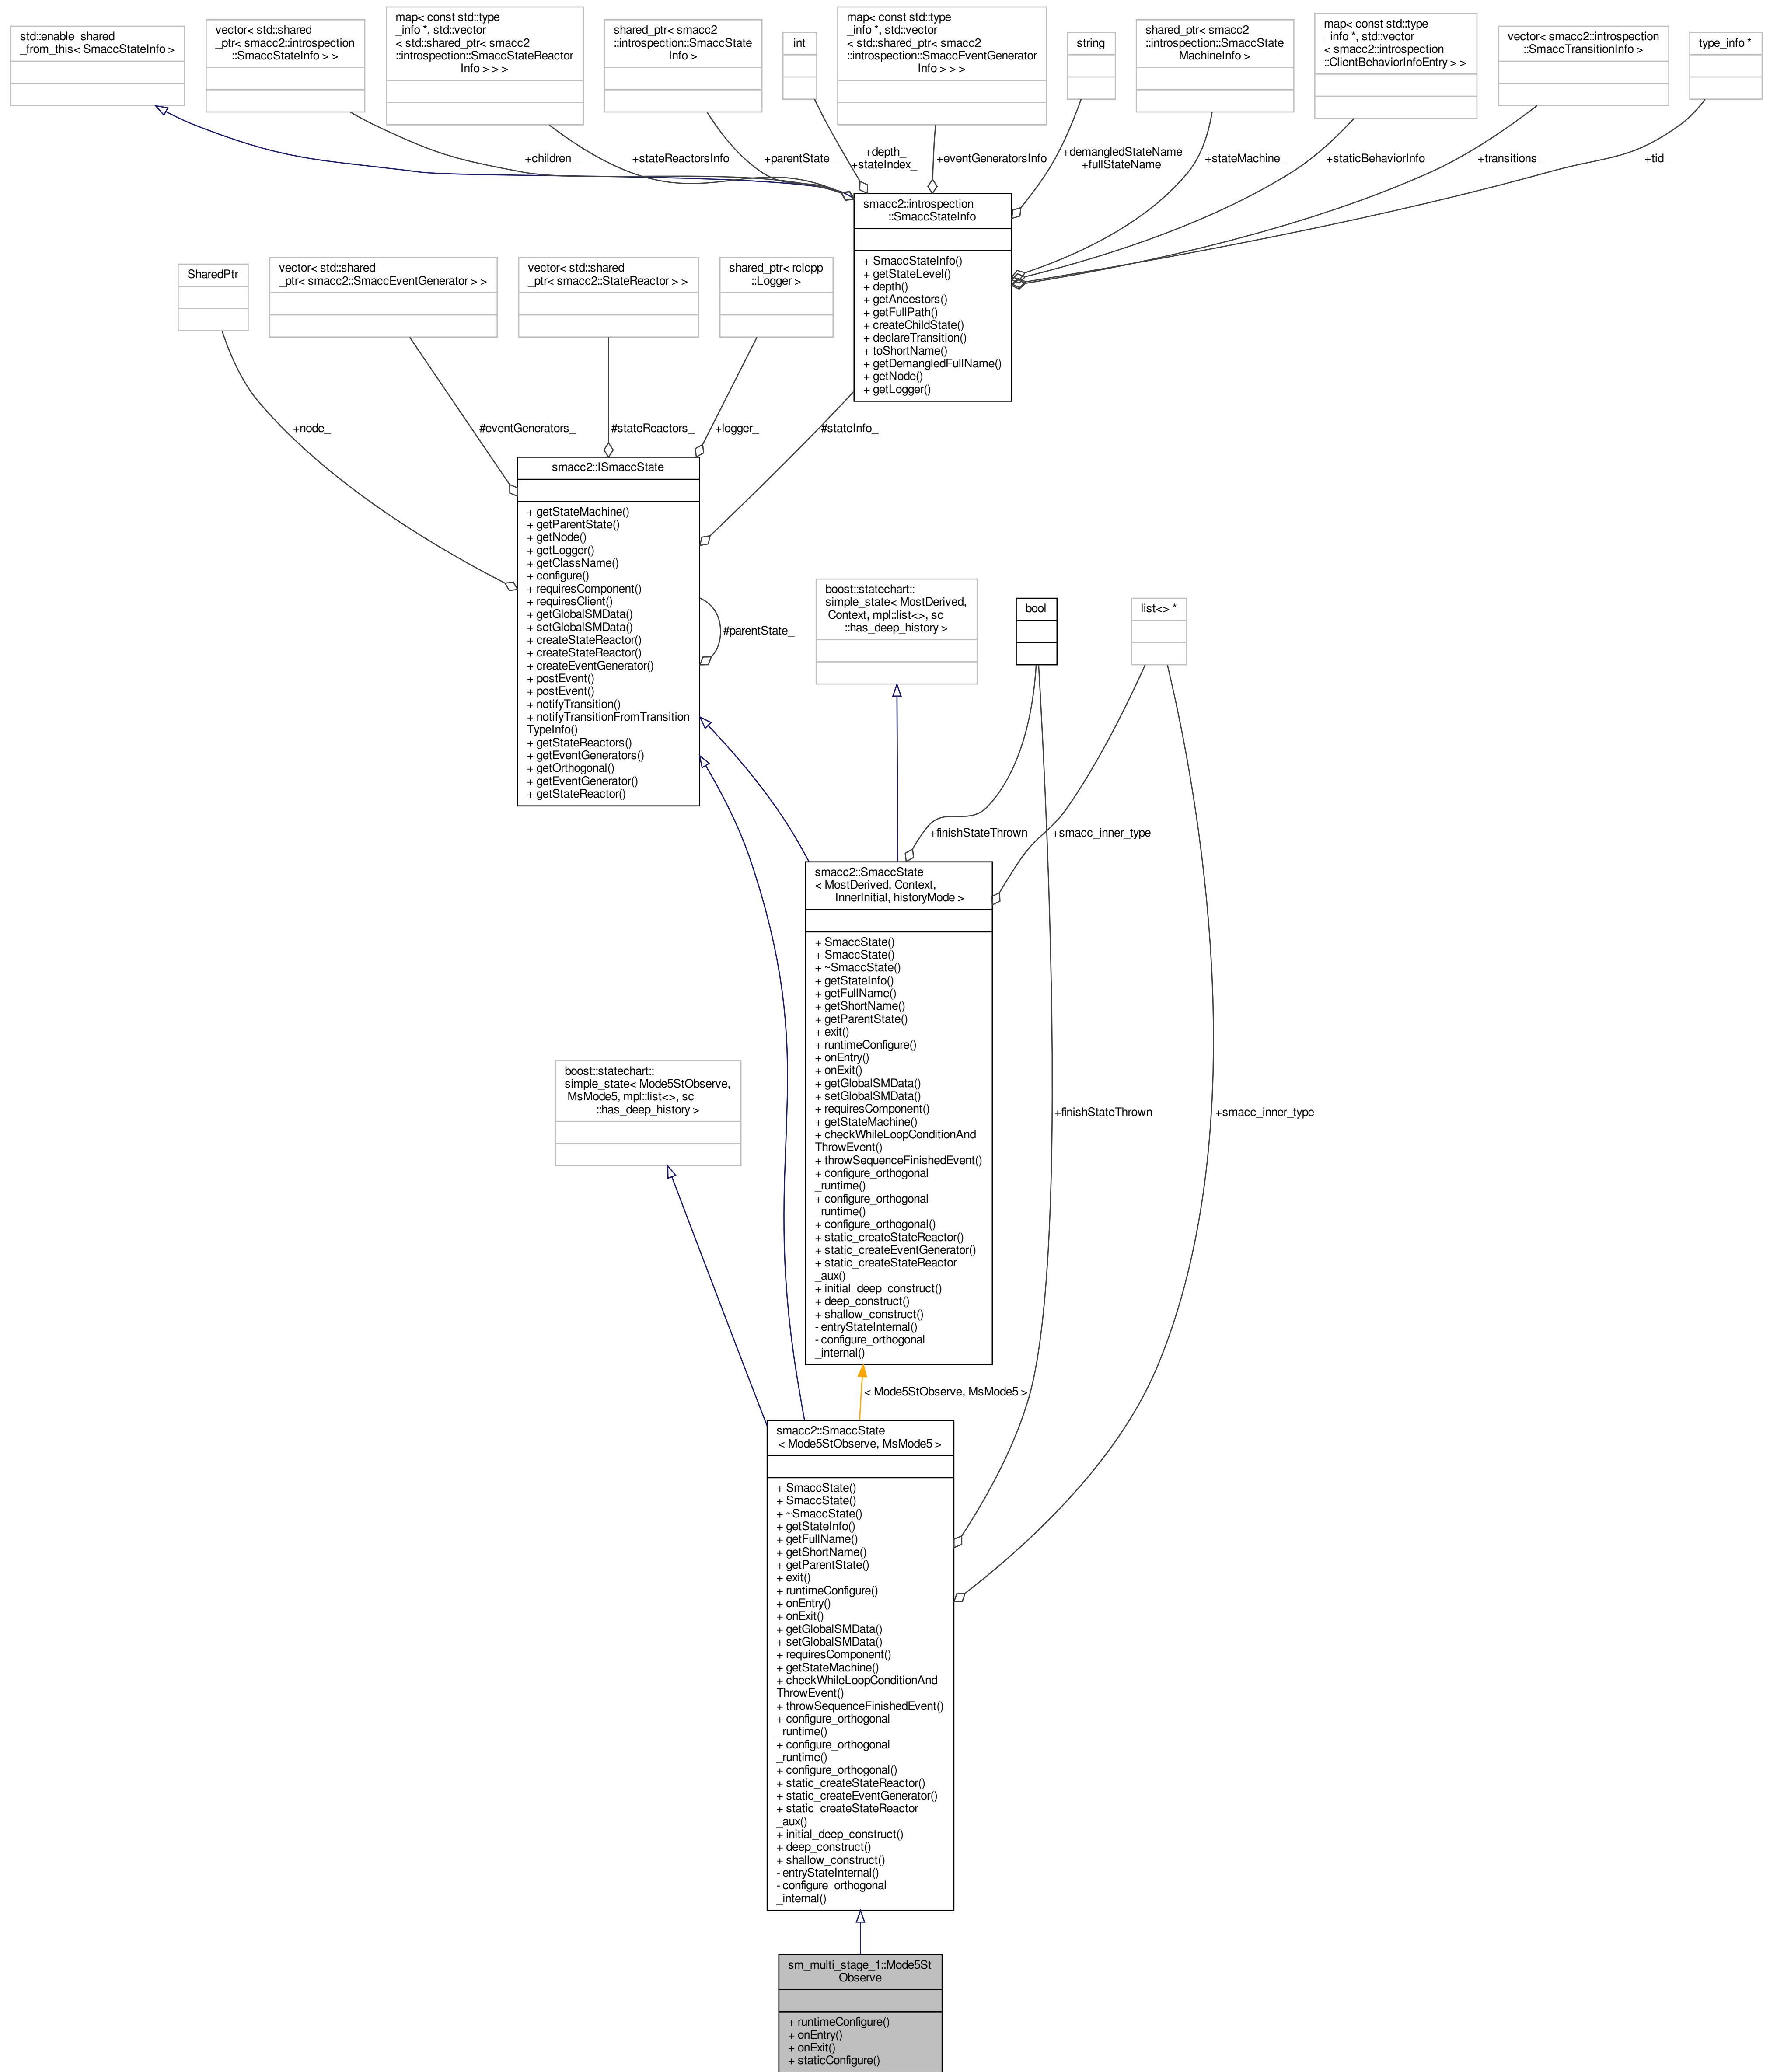 std::enable_shared
_from_this< SmaccStateInfo >
vector< std::shared
_ptr< smacc2::introspection
::SmaccStateInfo > >
map< const std::type
_info *, std::vector
< std::shared_ptr< smacc2
::introspection::SmaccStateReactor
Info > > >
shared_ptr< smacc2
::introspection::SmaccState
Info >
int
map< const std::type
_info *, std::vector
< std::shared_ptr< smacc2
::introspection::SmaccEventGenerator
Info > > >
string
shared_ptr< smacc2
::introspection::SmaccState
MachineInfo >
map< const std::type
_info *, std::vector
< smacc2::introspection
::ClientBehaviorInfoEntry > >
vector< smacc2::introspection
::SmaccTransitionInfo >
type_info *
+children_
+stateReactorsInfo
+parentState_
+depth_
+stateIndex_
+eventGeneratorsInfo
+demangledStateName
+fullStateName
+stateMachine_
+staticBehaviorInfo
+transitions_
+tid_
smacc2::introspection
::SmaccStateInfo
+ SmaccStateInfo()
+ getStateLevel()
+ depth()
+ getAncestors()
+ getFullPath()
+ createChildState()
+ declareTransition()
+ toShortName()
+ getDemangledFullName()
+ getNode()
+ getLogger()
SharedPtr
vector< std::shared
_ptr< smacc2::SmaccEventGenerator > >
vector< std::shared
_ptr< smacc2::StateReactor > >
shared_ptr< rclcpp
::Logger >
+node_
#eventGenerators_
#stateReactors_
+logger_
#stateInfo_
smacc2::ISmaccState
+ getStateMachine()
+ getParentState()
+ getNode()
+ getLogger()
+ getClassName()
+ configure()
+ requiresComponent()
+ requiresClient()
+ getGlobalSMData()
+ setGlobalSMData()
+ createStateReactor()
+ createStateReactor()
+ createEventGenerator()
+ postEvent()
+ postEvent()
+ notifyTransition()
+ notifyTransitionFromTransition
TypeInfo()
+ getStateReactors()
+ getEventGenerators()
+ getOrthogonal()
+ getEventGenerator()
+ getStateReactor()
#parentState_
boost::statechart::
simple_state< MostDerived,
Context, mpl::list<>, sc
::has_deep_history >
bool
list<> *
+finishStateThrown
+smacc_inner_type
smacc2::SmaccState
< MostDerived, Context,
InnerInitial, historyMode >
+ SmaccState()
+ SmaccState()
+ ~SmaccState()
+ getStateInfo()
+ getFullName()
+ getShortName()
+ getParentState()
+ exit()
+ runtimeConfigure()
+ onEntry()
+ onExit()
+ getGlobalSMData()
+ setGlobalSMData()
+ requiresComponent()
+ getStateMachine()
+ checkWhileLoopConditionAnd
ThrowEvent()
+ throwSequenceFinishedEvent()
+ configure_orthogonal
_runtime()
+ configure_orthogonal
_runtime()
+ configure_orthogonal()
+ static_createStateReactor()
+ static_createEventGenerator()
+ static_createStateReactor
_aux()
+ initial_deep_construct()
+ deep_construct()
+ shallow_construct()
- entryStateInternal()
- configure_orthogonal
_internal()
boost::statechart::
simple_state< Mode5StObserve,
MsMode5, mpl::list<>, sc
::has_deep_history >
+finishStateThrown
+smacc_inner_type
< Mode5StObserve, MsMode5 >
smacc2::SmaccState
< Mode5StObserve, MsMode5 >
+ SmaccState()
+ SmaccState()
+ ~SmaccState()
+ getStateInfo()
+ getFullName()
+ getShortName()
+ getParentState()
+ exit()
+ runtimeConfigure()
+ onEntry()
+ onExit()
+ getGlobalSMData()
+ setGlobalSMData()
+ requiresComponent()
+ getStateMachine()
+ checkWhileLoopConditionAnd
ThrowEvent()
+ throwSequenceFinishedEvent()
+ configure_orthogonal
_runtime()
+ configure_orthogonal
_runtime()
+ configure_orthogonal()
+ static_createStateReactor()
+ static_createEventGenerator()
+ static_createStateReactor
_aux()
+ initial_deep_construct()
+ deep_construct()
+ shallow_construct()
- entryStateInternal()
- configure_orthogonal
_internal()
sm_multi_stage_1::Mode5St
Observe
+ runtimeConfigure()
+ onEntry()
+ onExit()
+ staticConfigure()